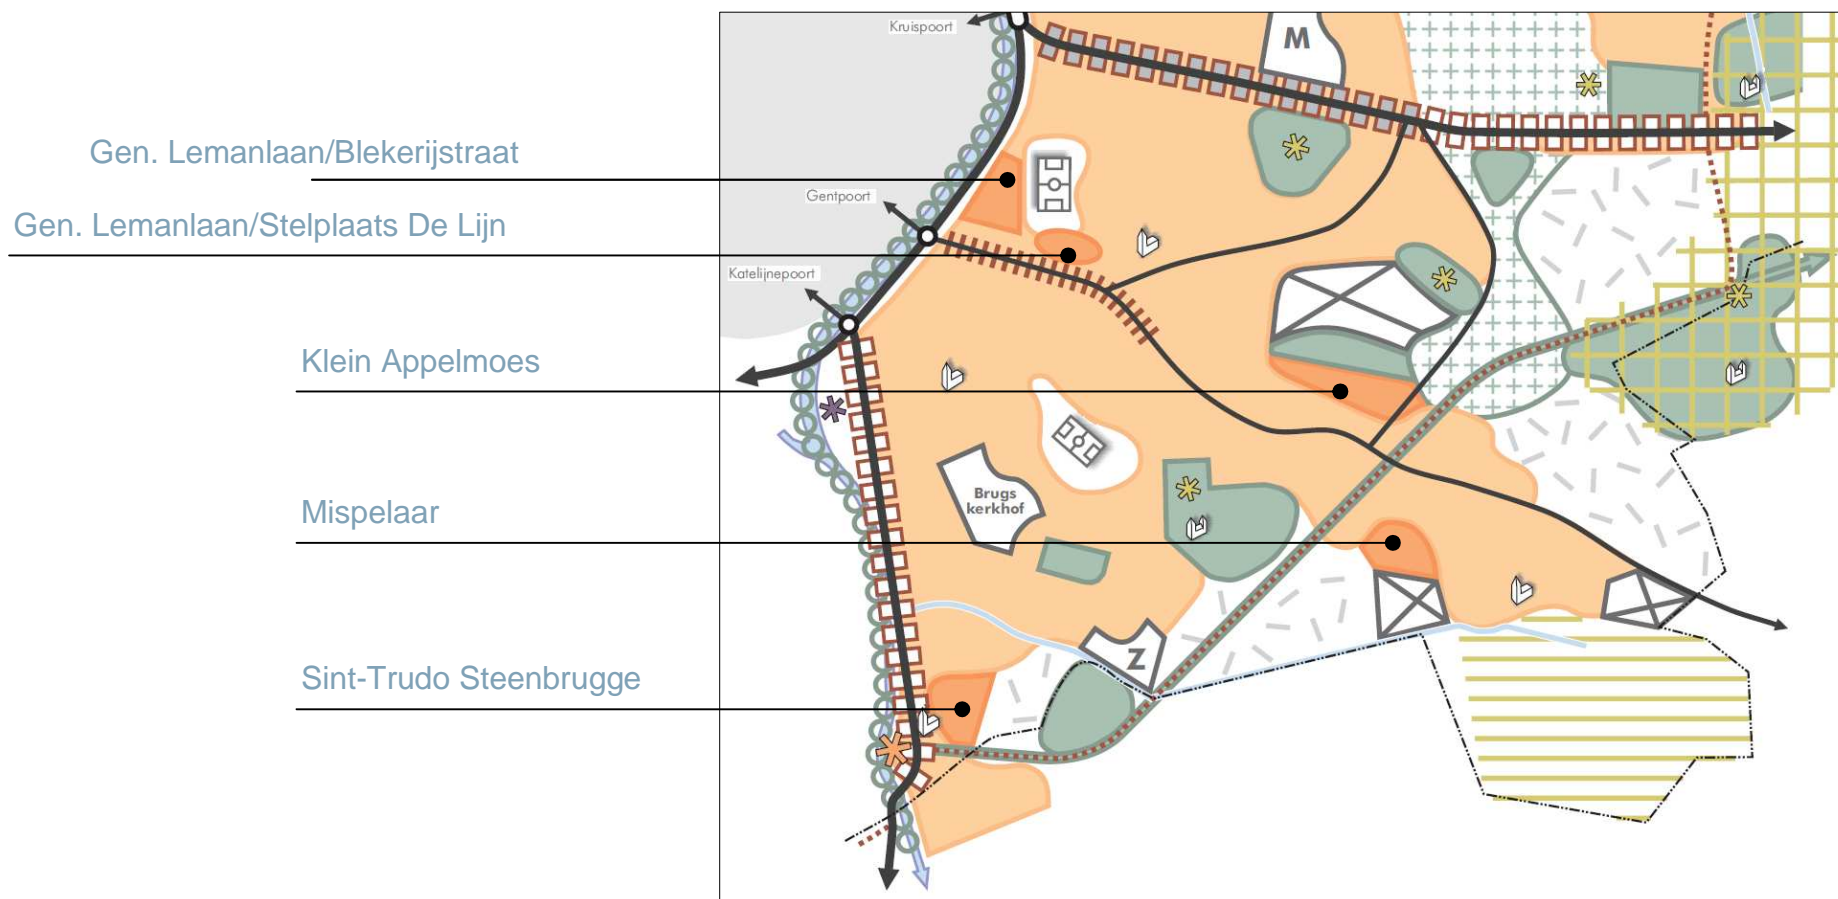 Kruispoort
M
Gen. Lemanlaan/Blekerijstraat
Gentpoort
Gen. Lemanlaan/Stelplaats De Lijn
Katelijnepoort
Klein Appelmoes
Brugs
kerkhof
Mispelaar
Z
Sint-Trudo Steenbrugge